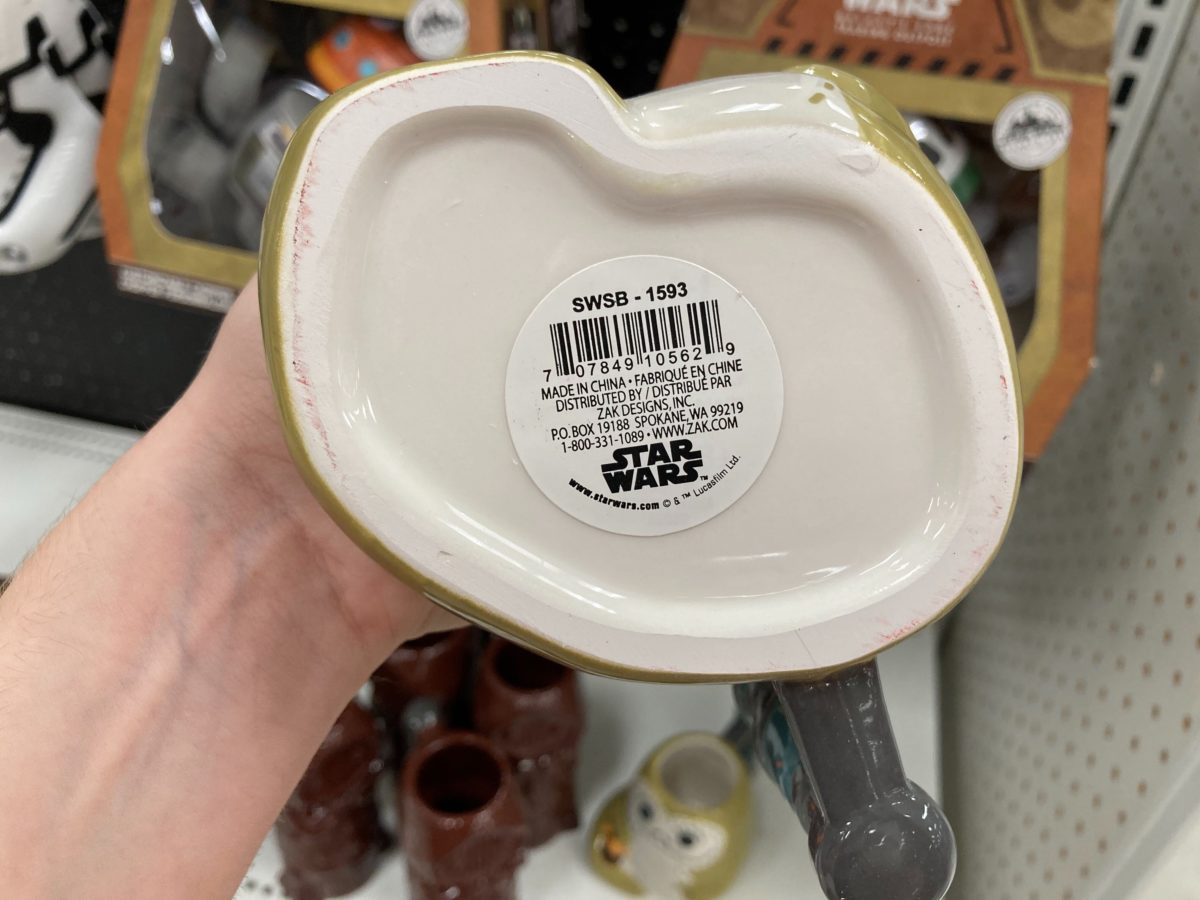 WARS
SWSB - 1593
7 07849 10562 9
MADE IN CHINA • FABRIQUÉ EN CHINE
DISTRIBUTED BY / DISTRIBUÉ PAR
ZAK DESIGNS, INC.
P.O. BOX 19188 SPOKANE, WA 99219
1-800-331-1089 • WWW.ZAK.COM
STAR
WARS™
www.starwars.com © & ™ Lucasfilm Ltd.